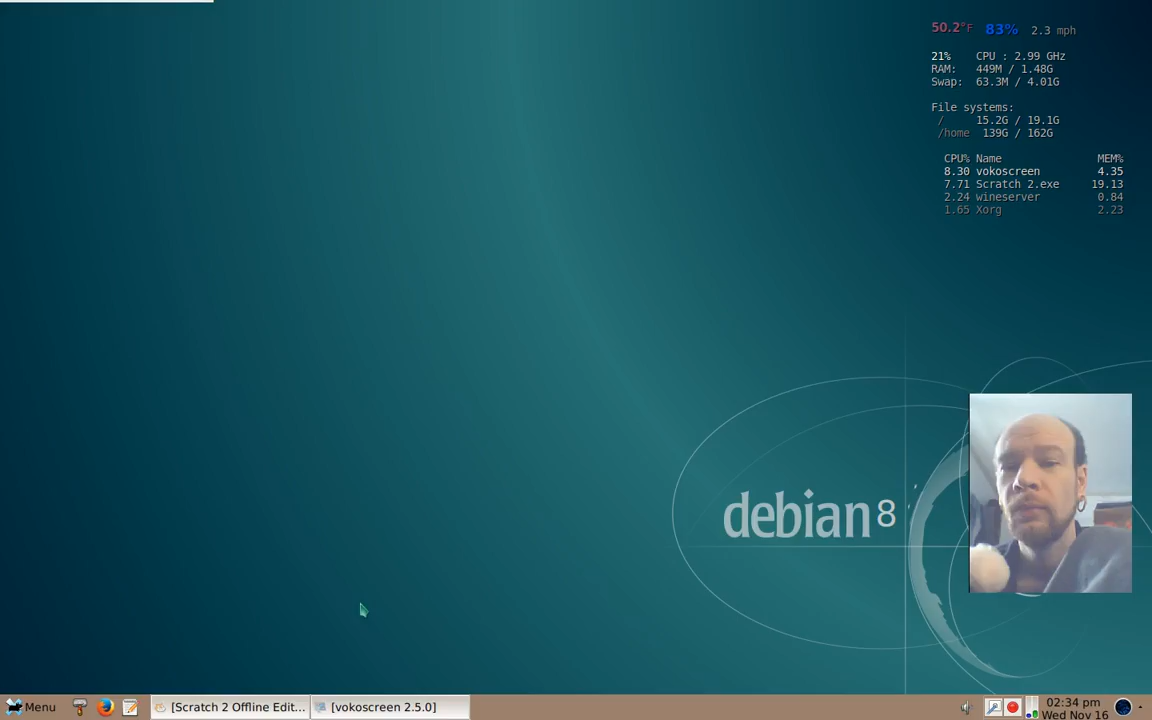 50.2°F 83% 2.3 mph
21% CPU : 2.99 GHz
RAM: 449M / 1.48G
Swap: 63.3M / 4.01G
File systems:
/ 15.2G / 19.1G
/home 139G / 162G
CPU% Name MEM%
8.30 vokoscreen 4.35
7.71 Scratch 2.exe 19.13
2.24 wineserver 0.84
1.65 Xorg 2.23
debian 8
Menu [Scratch 2 Offline Edit... [vokoscreen 2.5.0] 02:34 pm
Wed Nov 16